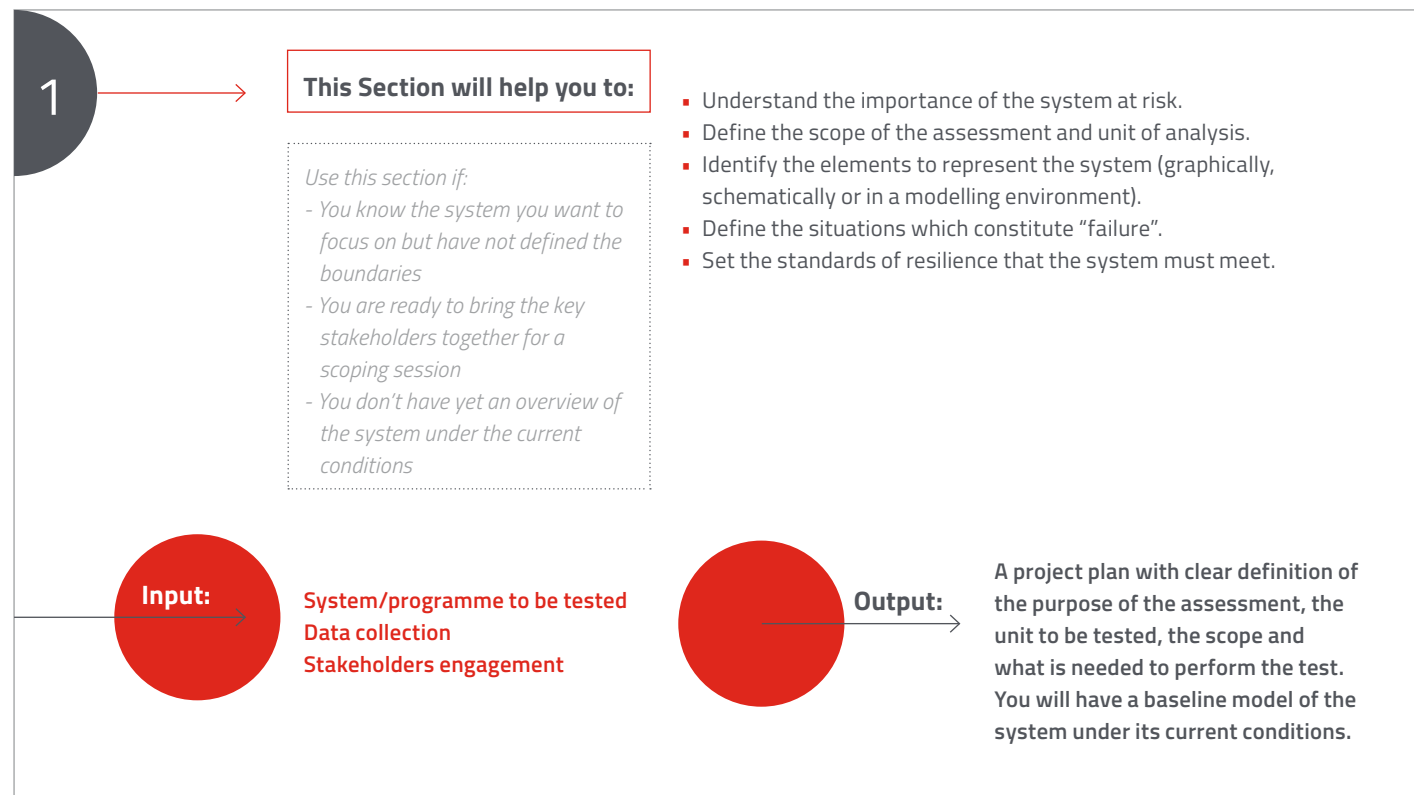 1
This Section will help you to:
Use this section if:
- You know the system you want to
focus on but have not defined the
boundaries
- You are ready to bring the key
stakeholders together for a
scoping session
- You don't have yet an overview of
the system under the current
conditions
▪ Understand the importance of the system at risk.
▪ Define the scope of the assessment and unit of analysis.
▪ Identify the elements to represent the system (graphically,
schematically or in a modelling environment).
▪ Define the situations which constitute “failure”.
▪ Set the standards of resilience that the system must meet.
Input:
System/programme to be tested
Data collection
Stakeholders engagement
Output:
A project plan with clear definition of
the purpose of the assessment, the
unit to be tested, the scope and
what is needed to perform the test.
You will have a baseline model of the
system under its current conditions.